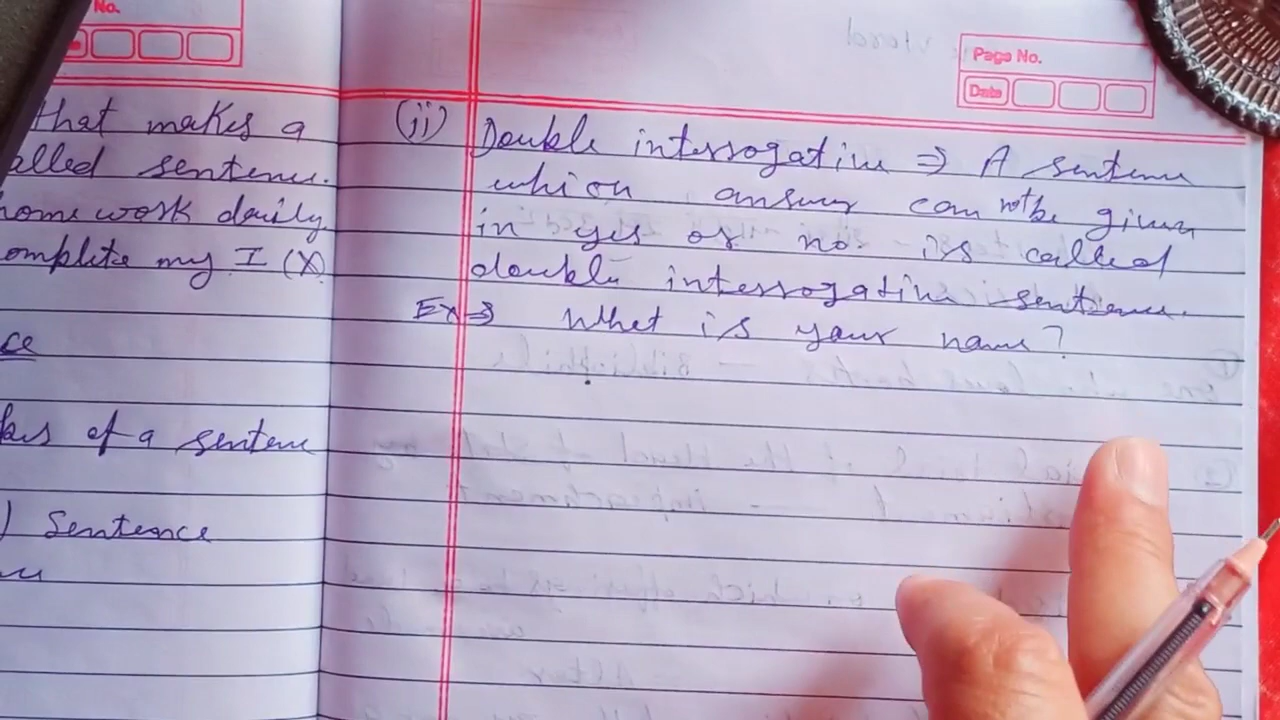 No.
that makes a
alled sentence.
home work daily.
omplete my I (X)
ce
of a sentence
) Sentence
Page No.
Date
(ii) Double interrogative ⇒ A sentence
which answer can not be given
in yes or no is called
double interrogative sentence.
Ex ⇒ What is your name?